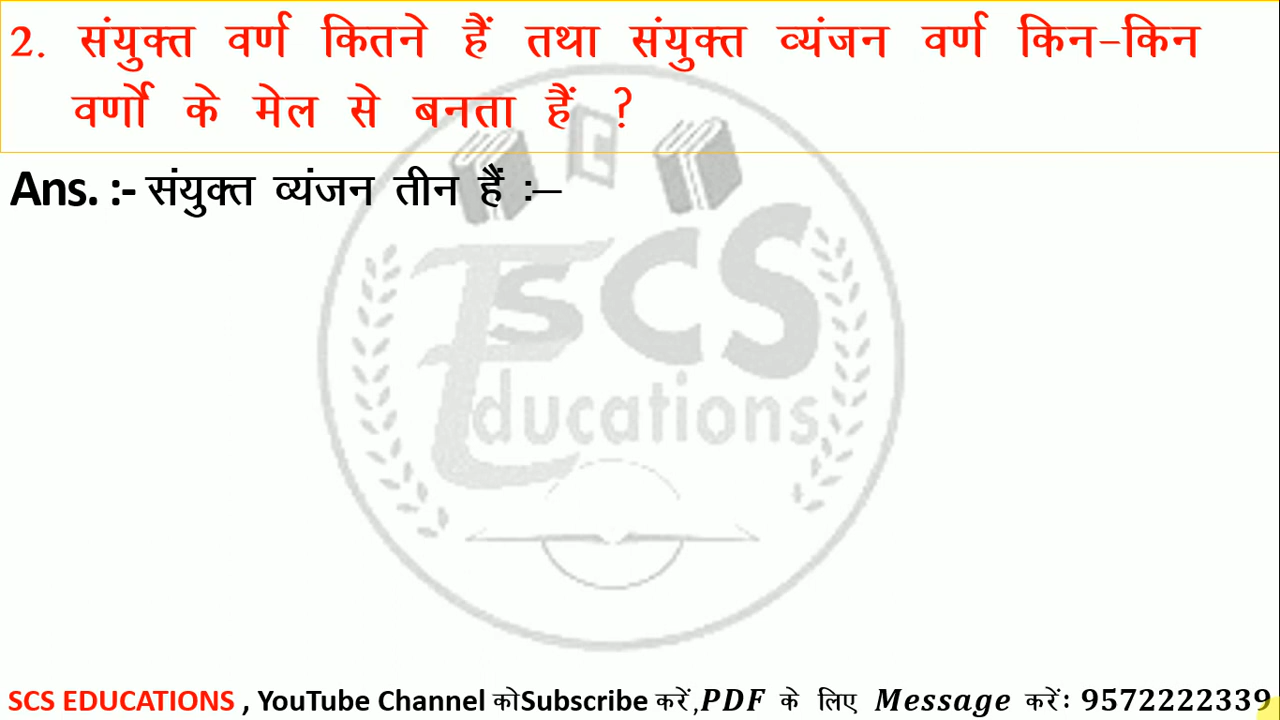 2. संयुक्त वर्ण कितने हैं तथा संयुक्त व्यंजन वर्ण किन-किन
वर्णो के मेल से बनता हैं ?
Ans. :- संयुक्त व्यंजन तीन हैं :–
SCS
Educations
SCS EDUCATIONS , YouTube Channel कोSubscribe करें,PDF के लिए Message करें: 9572222339